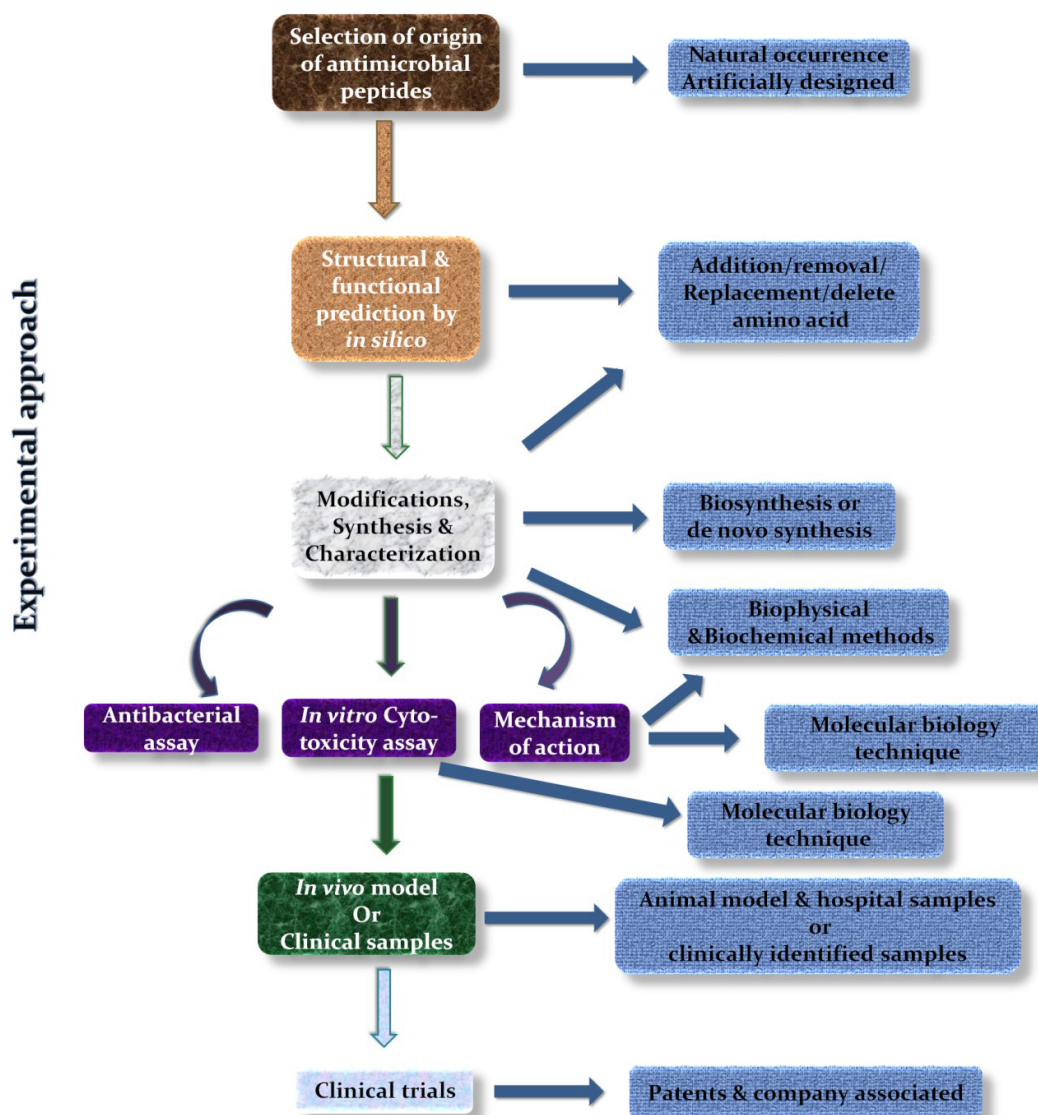 Selection of origin
of antimicrobial
peptides
Natural occurrence
Artificially designed
Experimental approach
Structural &
functional
prediction by
in silico
Addition/removal/
Replacement/delete
amino acid
Modifications,
Synthesis &
Characterization
Biosynthesis or
de novo synthesis
Biophysical
&Biochemical methods
Antibacterial
assay
In vitro Cyto-
toxicity assay
Mechanism
of action
Molecular biology
technique
Molecular biology
technique
In vivo model
Or
Clinical samples
Animal model & hospital samples
or
clinically identified samples
Clinical trials
Patents & company associated